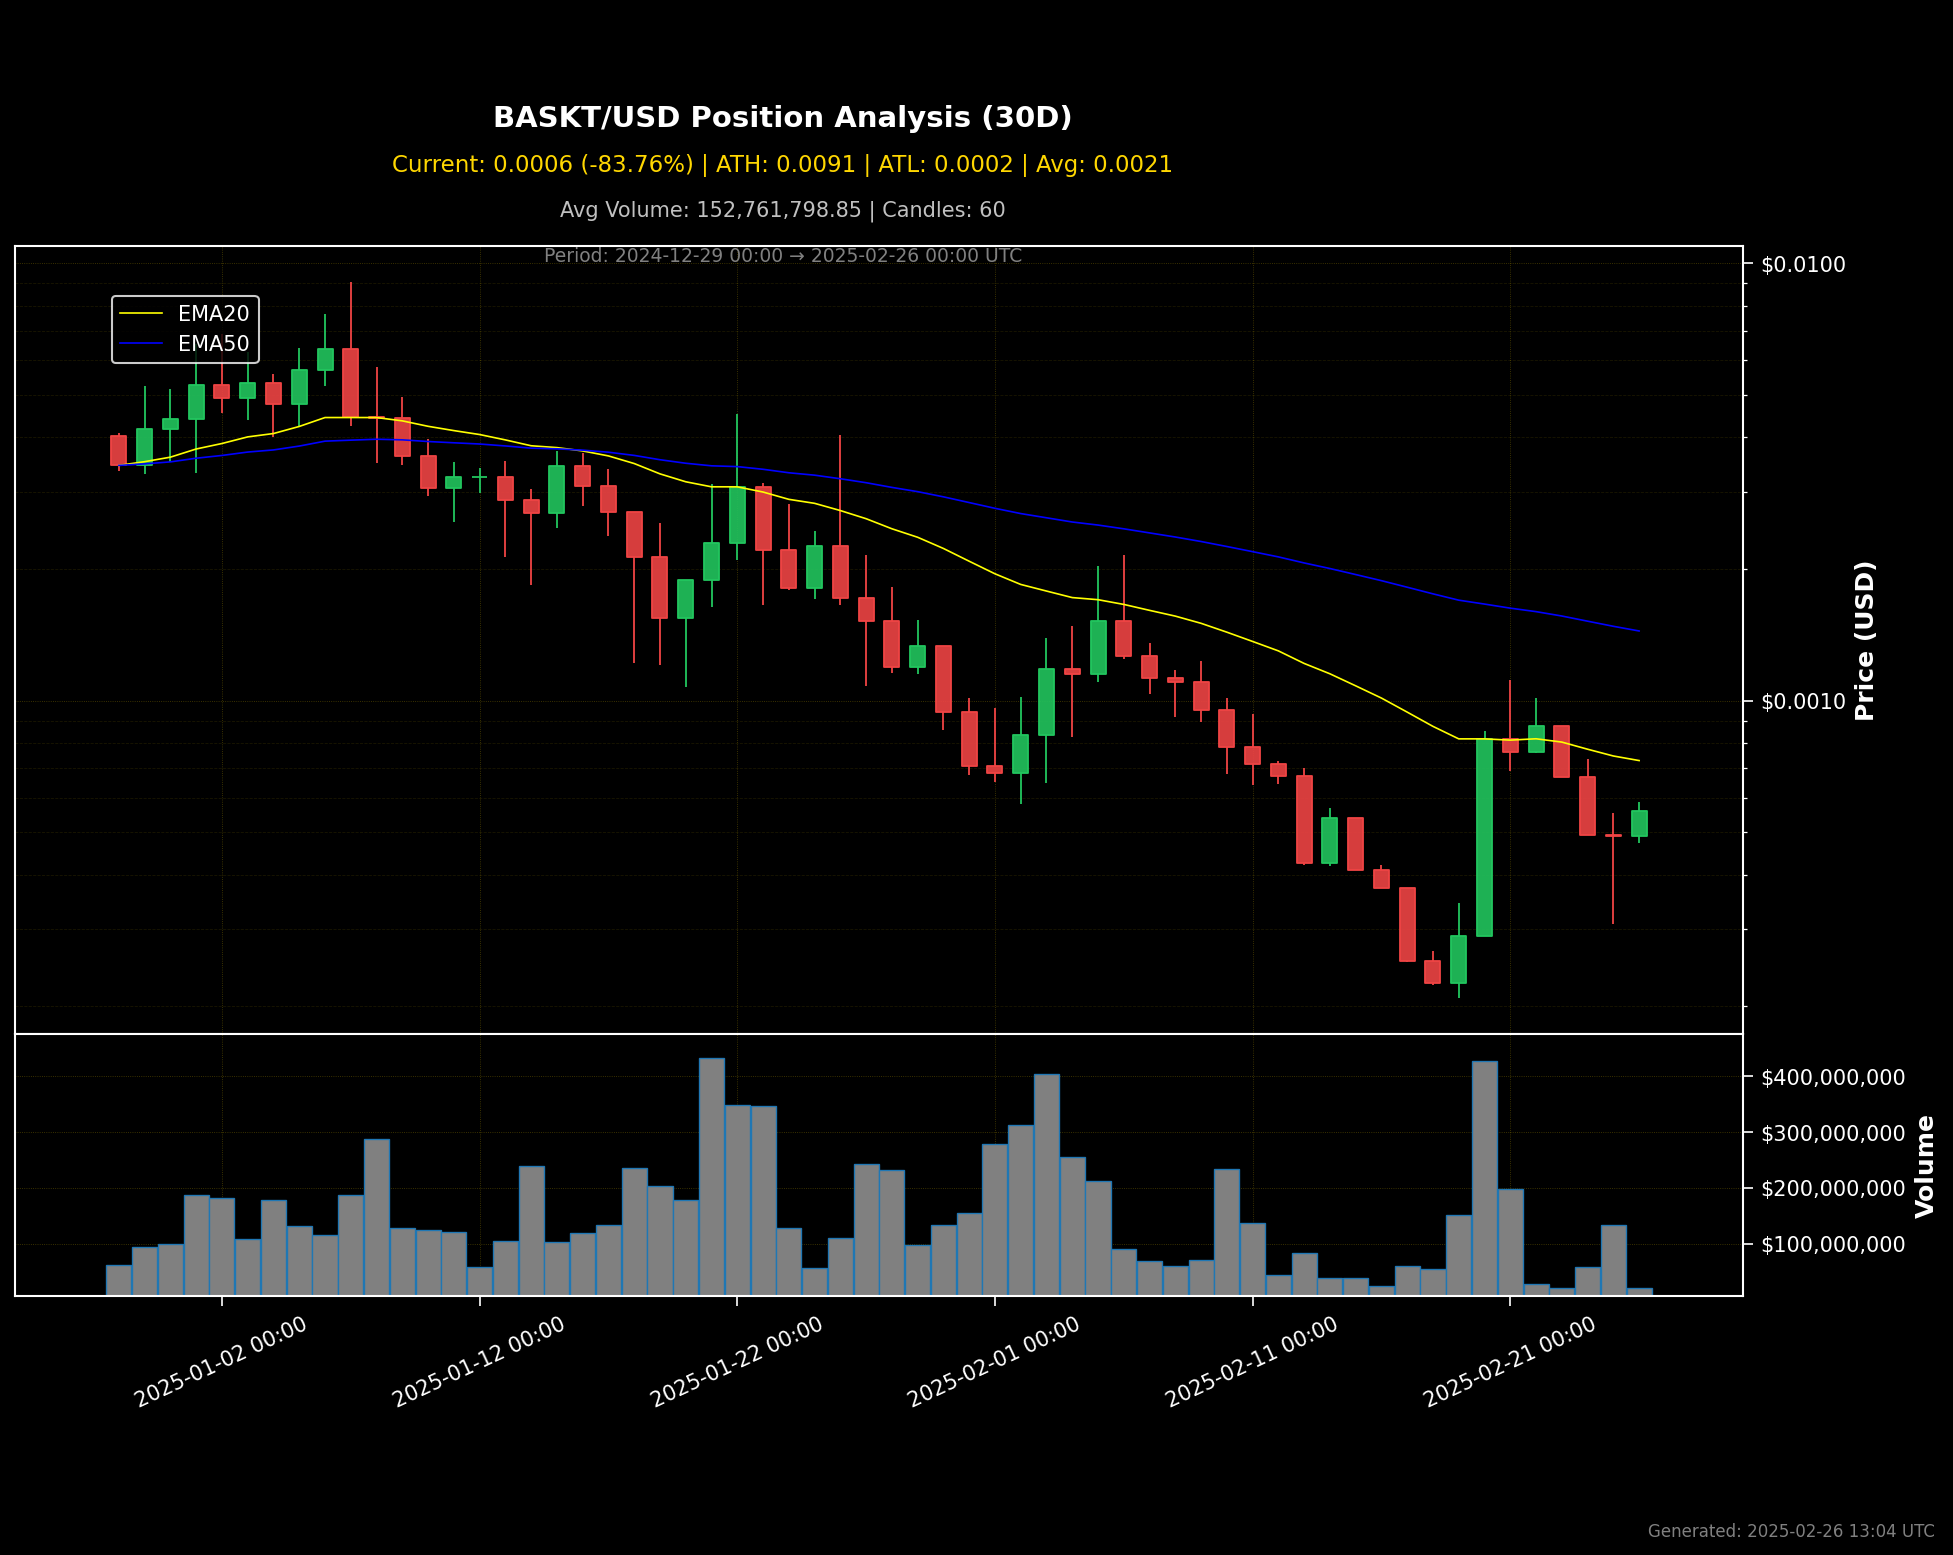 BASKT/USD Position Analysis (30D)
Current: 0.0006 (-83.76%) | ATH: 0.0091 | ATL: 0.0002 | Avg: 0.0021
Avg Volume: 152,761,798.85 | Candles: 60
Period: 2024-12-29 00:00 → 2025-02-26 00:00 UTC
EMA20
EMA50
$0.0100
$0.0010
Price (USD)
$400,000,000
$300,000,000
$200,000,000
$100,000,000
Volume
2025-01-02 00:00
2025-01-12 00:00
2025-01-22 00:00
2025-02-01 00:00
2025-02-11 00:00
2025-02-21 00:00
Generated: 2025-02-26 13:04 UTC